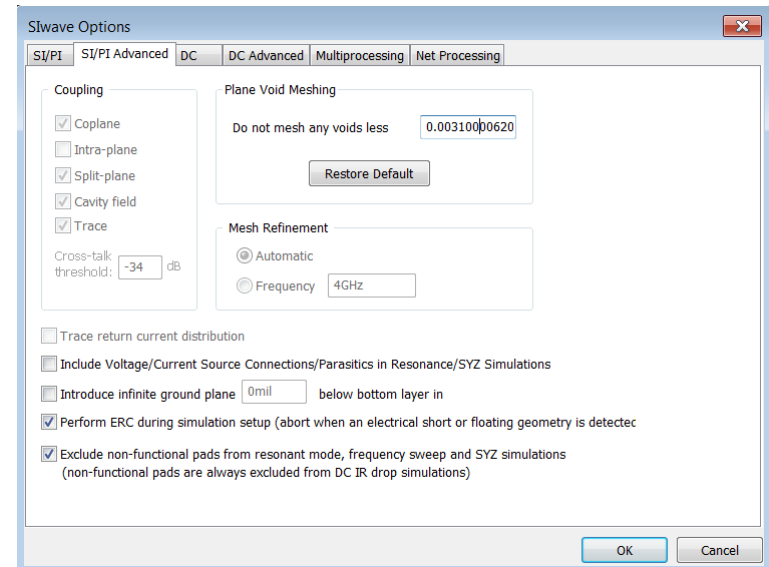 SIwave Options
SI/PI SI/PI Advanced DC DC Advanced Multiprocessing Net Processing
Coupling
Coplane
Intra-plane
Split-plane
Cavity field
Trace
Cross-talk
threshold: -34 dB
Plane Void Meshing
Do not mesh any voids less 0.00310000620
Restore Default
Mesh Refinement
Automatic
Frequency 4GHz
Trace return current distribution
Include Voltage/Current Source Connections/Parasitics in Resonance/SYZ Simulations
Introduce infinite ground plane 0mil below bottom layer in
Perform ERC during simulation setup (abort when an electrical short or floating geometry is detectec
Exclude non-functional pads from resonant mode, frequency sweep and SYZ simulations
(non-functional pads are always excluded from DC IR drop simulations)
OK Cancel